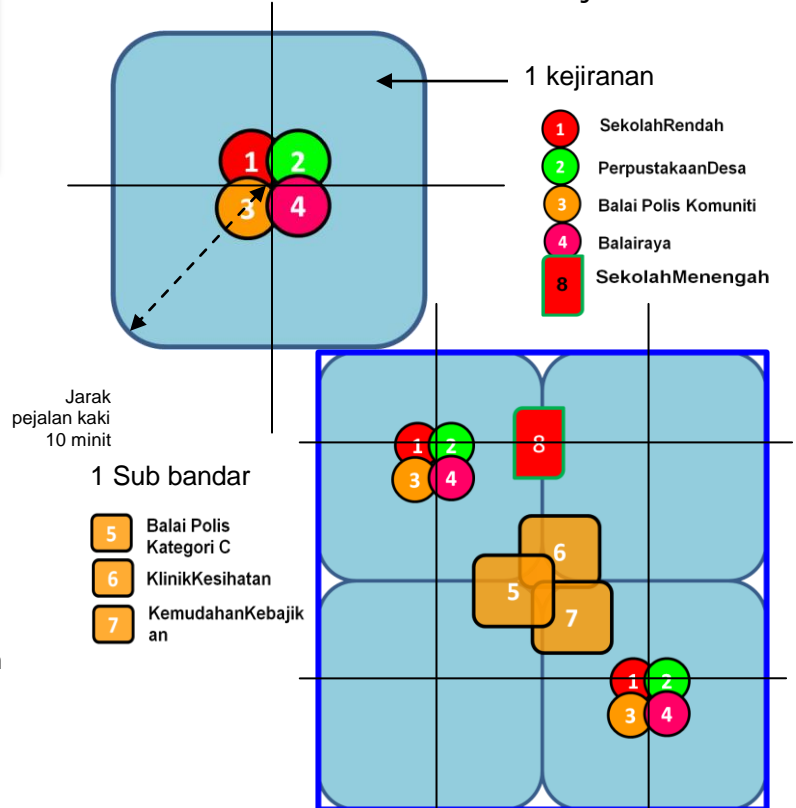 1 kejiranan
1 SekolahRendah
2 PerpustakaanDesa
3 Balai Polis Komuniti
4 Balairaya
8 SekolahMenengah
1 2
3 4
Jarak
pejalan kaki
10 minit
1 Sub bandar
5 Balai Polis
Kategori C
6 KlinikKesihatan
7 KemudahanKebajik
an
1 2
3 4
8
6
5
7
1 2
3 4